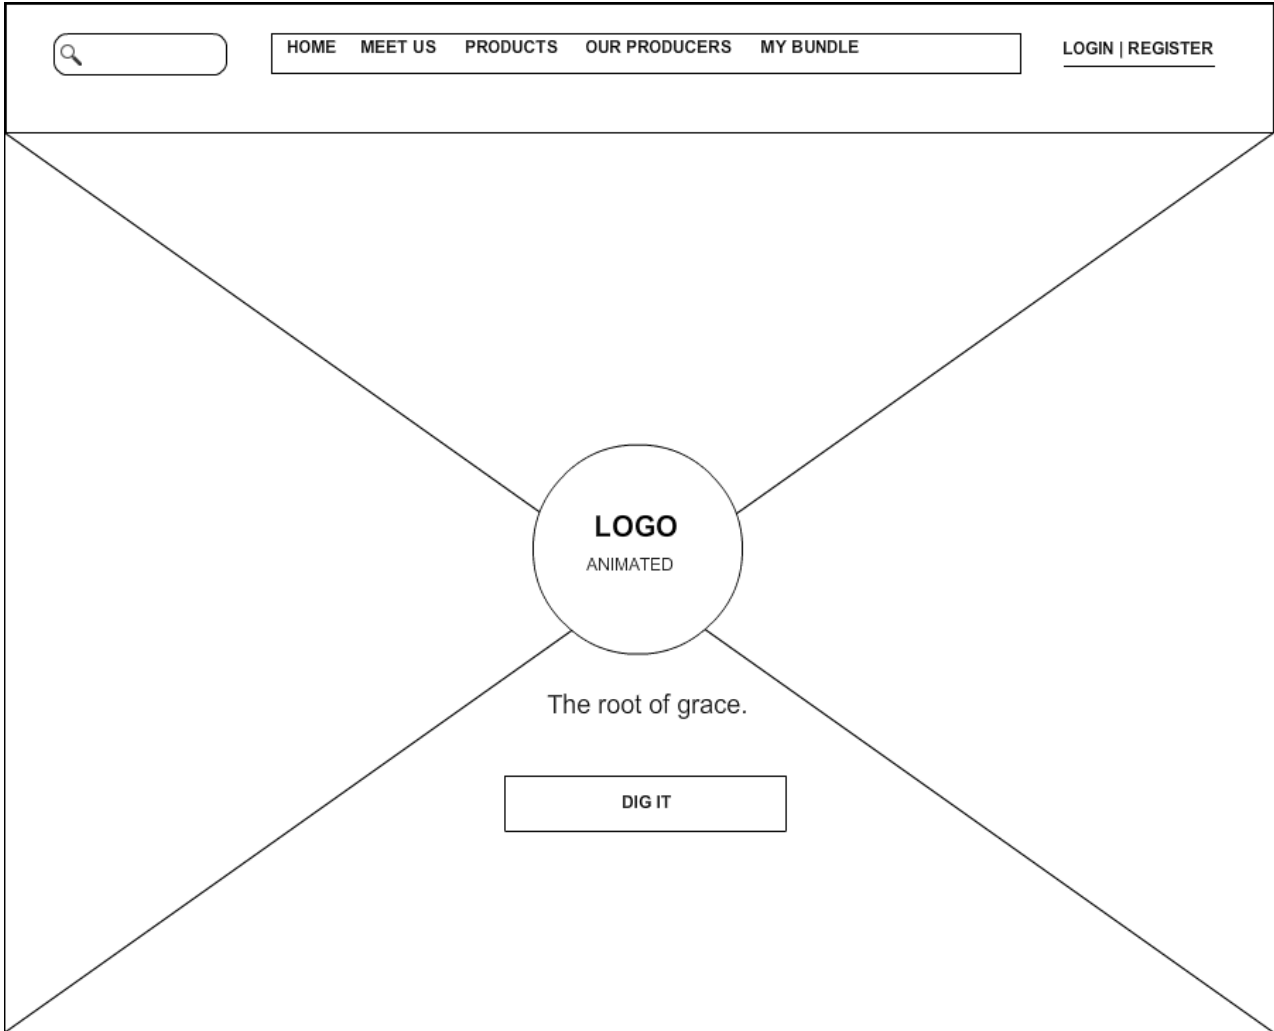 HOME MEET US PRODUCTS OUR PRODUCERS MY BUNDLE LOGIN | REGISTER
LOGO
ANIMATED
The root of grace.
DIG IT